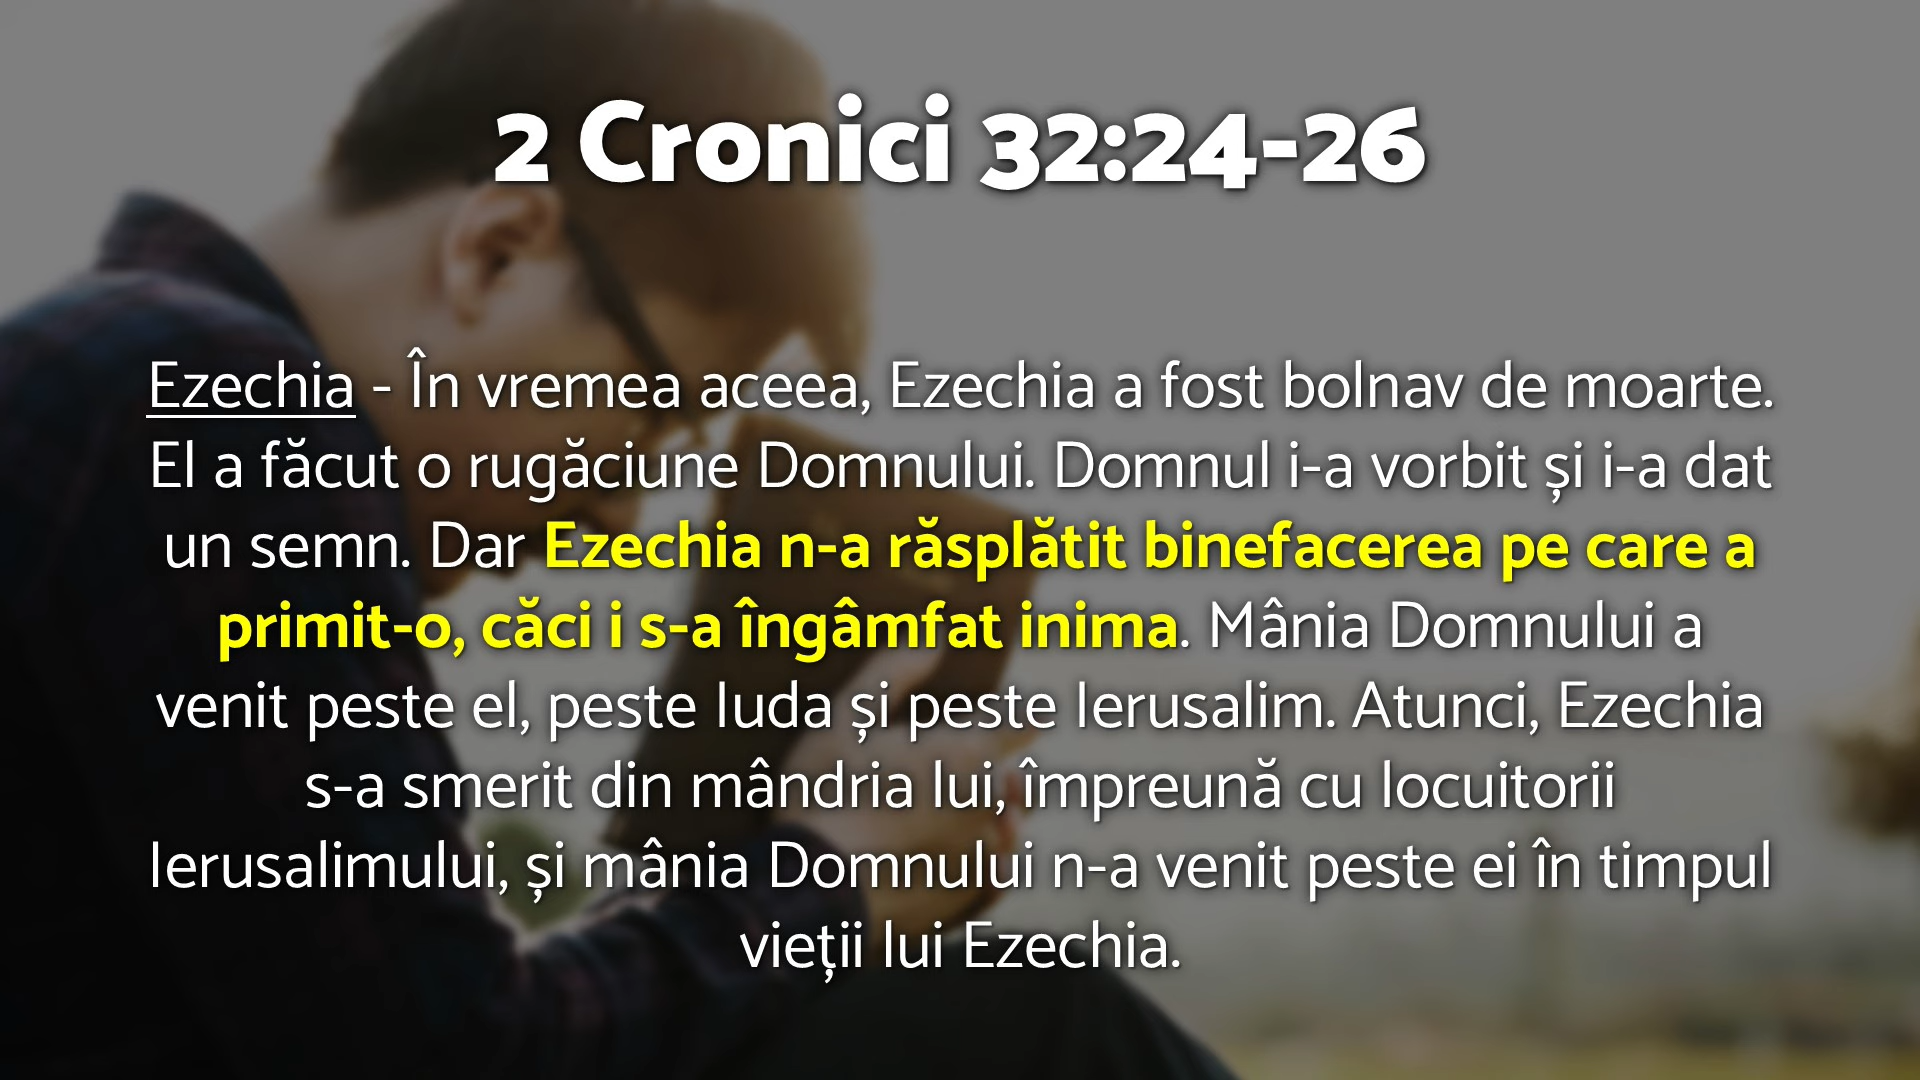 2 Cronici 32:24-26
Ezechia - În vremea aceea, Ezechia a fost bolnav de moarte.
El a făcut o rugăciune Domnului. Domnul i-a vorbit și i-a dat
un semn. Dar Ezechia n-a răsplătit binefacerea pe care a
primit-o, căci i s-a îngâmfat inima. Mânia Domnului a
venit peste el, peste Iuda și peste Ierusalim. Atunci, Ezechia
s-a smerit din mândria lui, împreună cu locuitorii
Ierusalimului, și mânia Domnului n-a venit peste ei în timpul
vieții lui Ezechia.